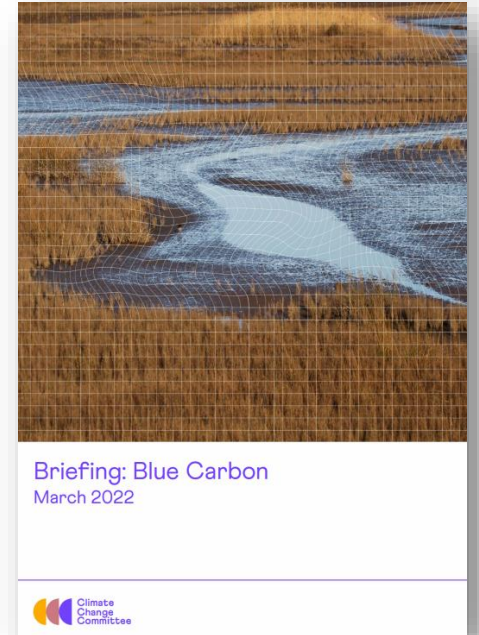 Briefing: Blue Carbon
March 2022
Climate
Change
Committee